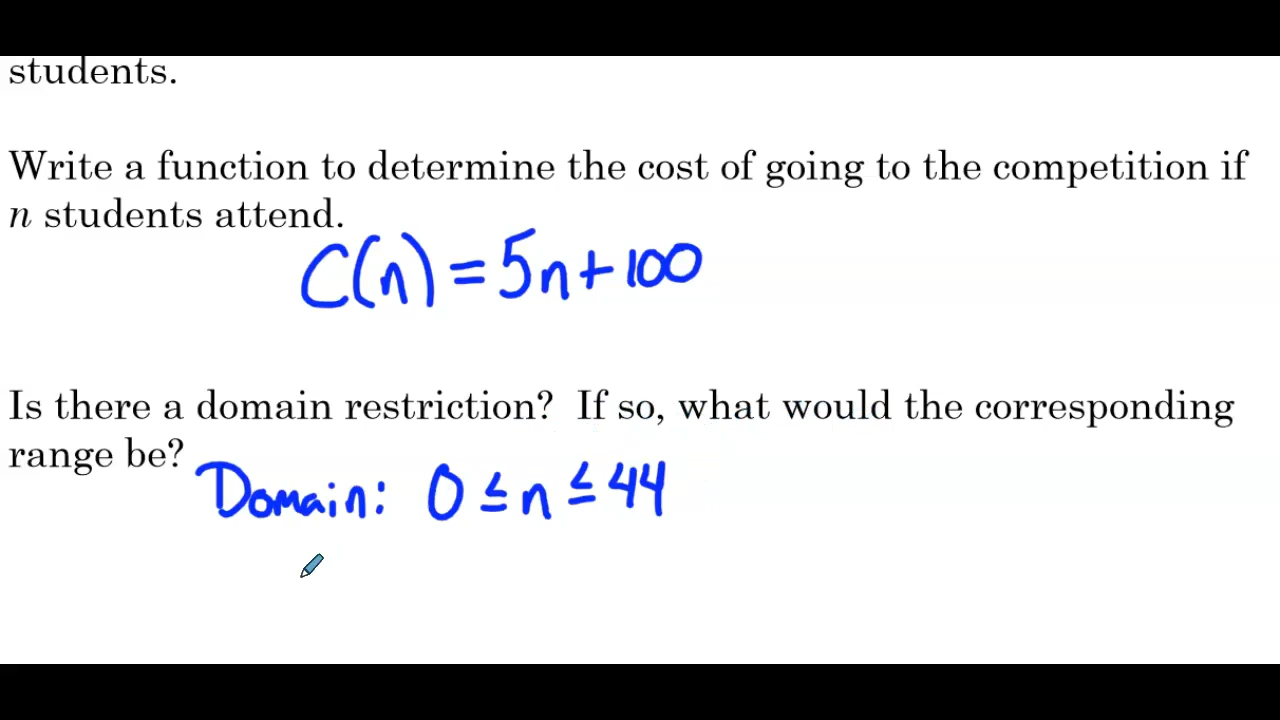 students.
Write a function to determine the cost of going to the competition if
n students attend.
C(n) = 5n + 100
Is there a domain restriction? If so, what would the corresponding
range be?
Domain: 0 ≤ n ≤ 44